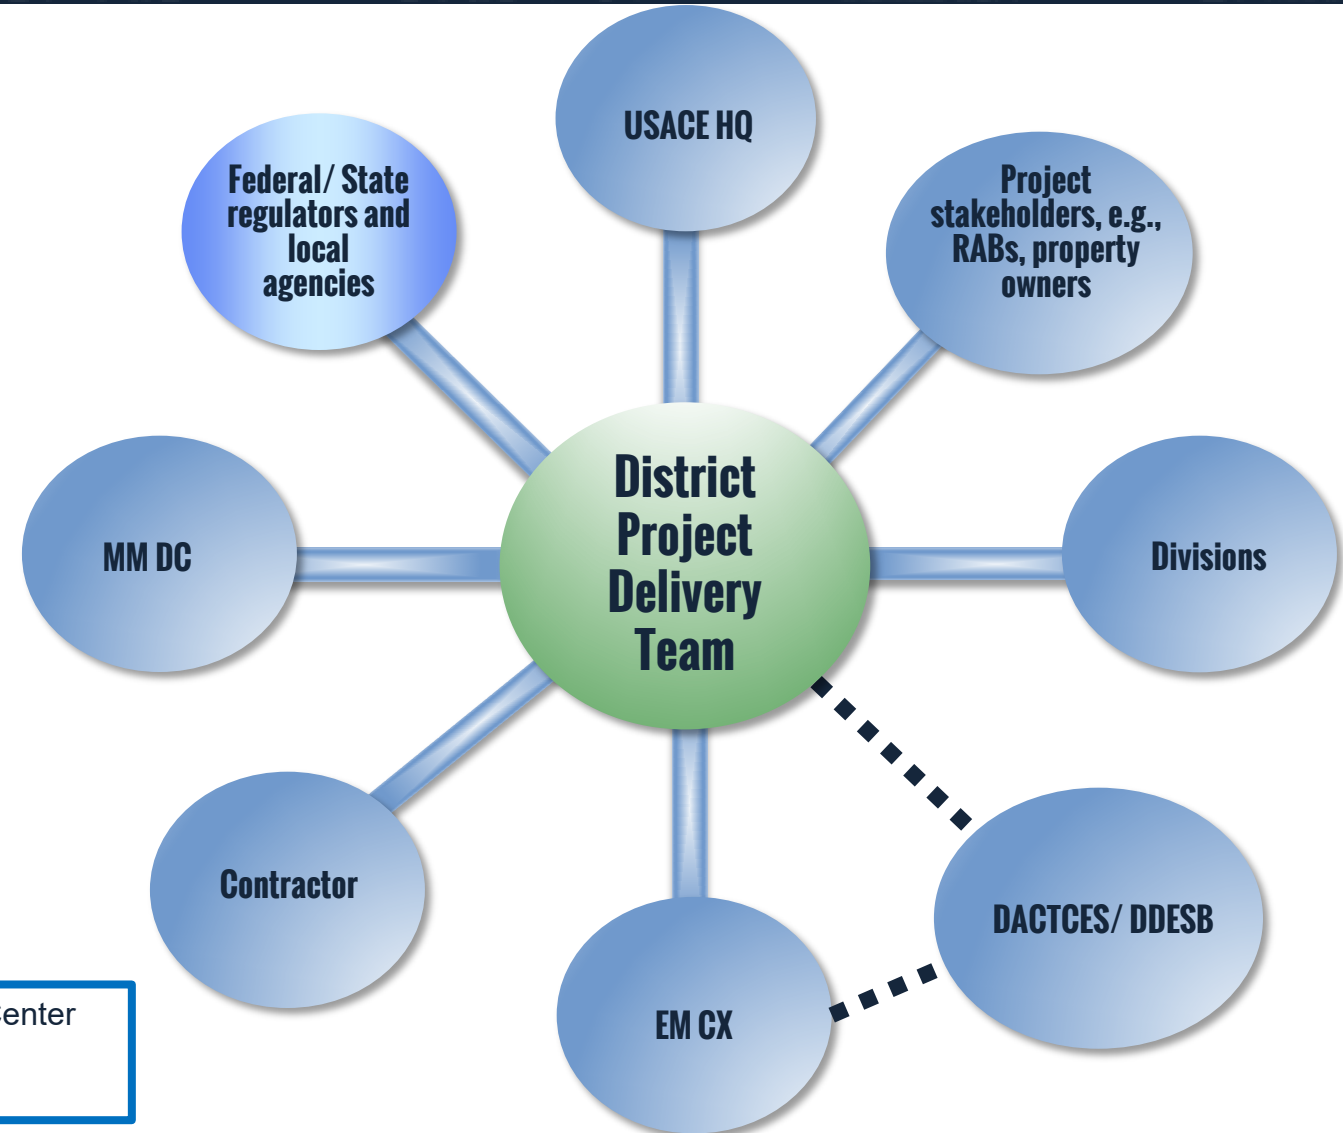 USACE HQ
Federal/ State
regulators and
local
agencies
Project
stakeholders, e.g.,
RABs, property
owners
District
Project
Delivery
Team
MM DC
Divisions
Contractor
DACTCES/ DDESB
EM CX
Center